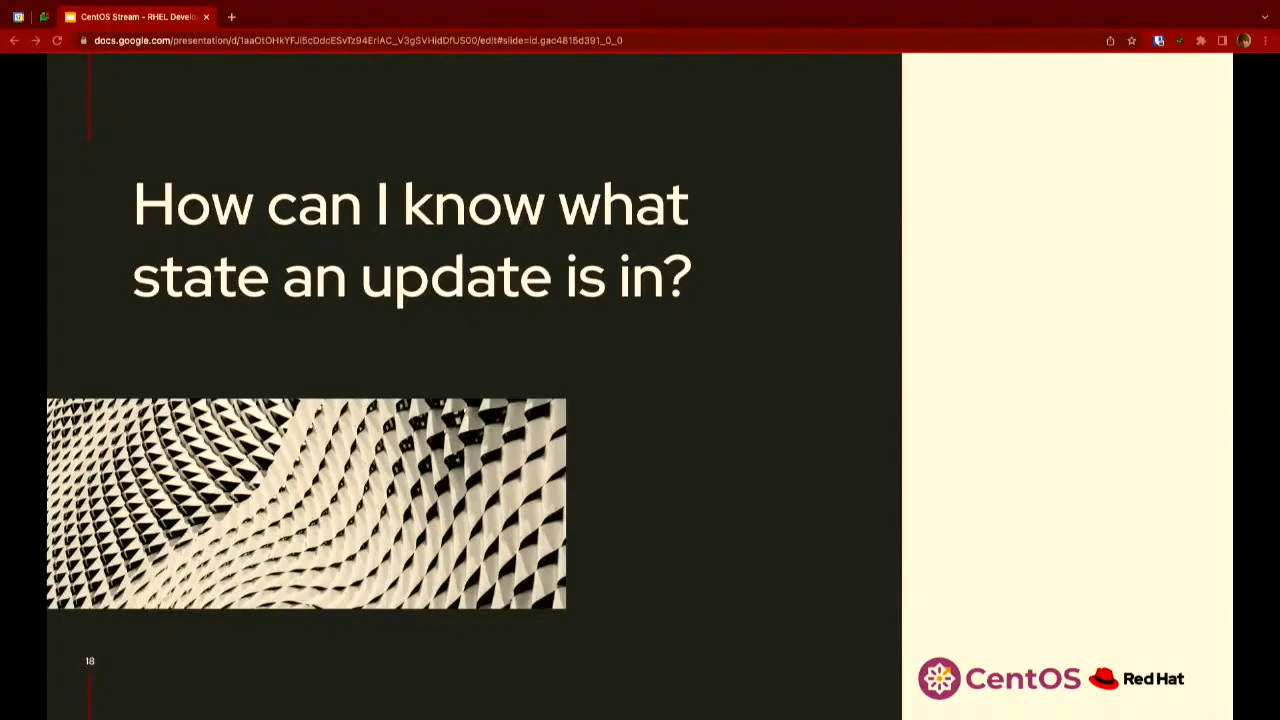 CentOS Stream - RHEL Develo
docs.google.com/presentation/d/1aaOtOHkYFJi5cDdcESvTz94ErIAC_V3gSVHidDfUS00/edit#slide=id.gac4815d391_0_0
How can I know what
state an update is in?
18
CentOS
Red Hat